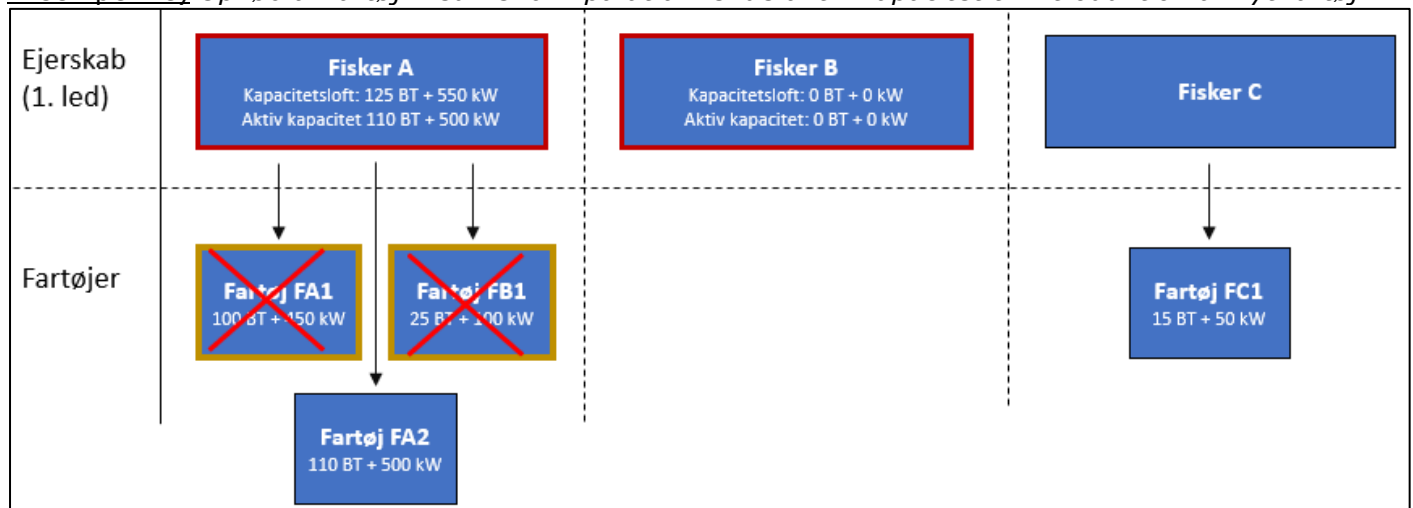 Ejerskab
(1. led)
Fisker A
Kapacitetsloft: 125 BT + 550 kW
Aktiv kapacitet 110 BT + 500 kW
Fisker B
Kapacitetsloft: 0 BT + 0 kW
Aktiv kapacitet: 0 BT + 0 kW
Fisker C
Fartøjer
Fartøj FA1
100 BT + 450 kW
Fartøj FB1
25 BT + 100 kW
Fartøj FC1
15 BT + 50 kW
Fartøj FA2
110 BT + 500 kW